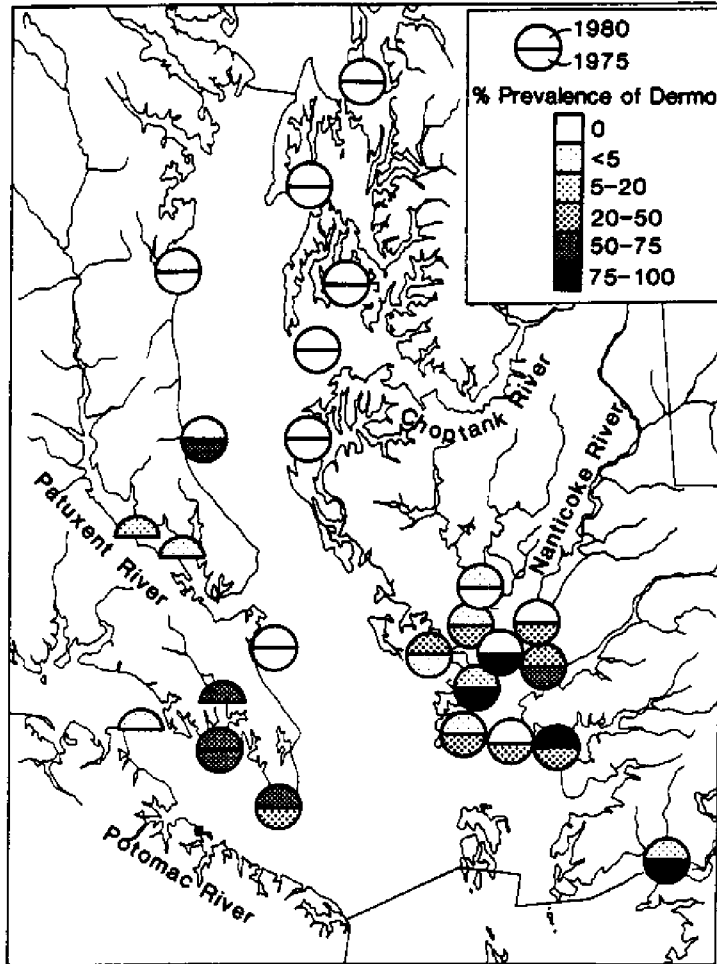 1980
1975
% Prevalence of Dermo
0
<5
5-20
20-50
50-75
75-100
Choptank River
Nanticoke River
Patuxent River
Potomac River